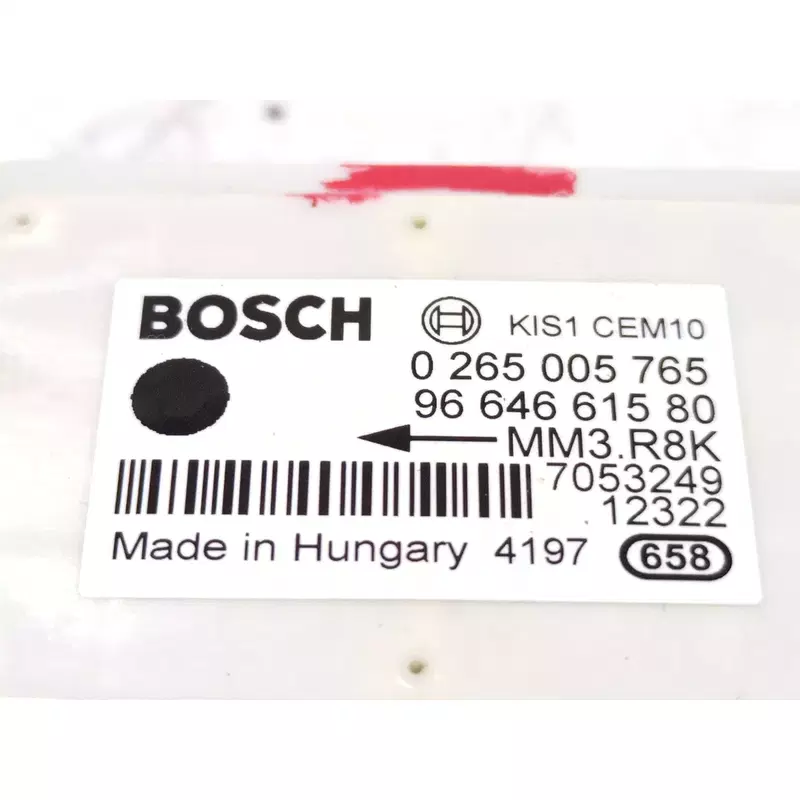 BOSCH KIS1 CEM10
0 265 005 765
96 646 615 80
MM3.R8K
7053249
12322
Made in Hungary 4197 658